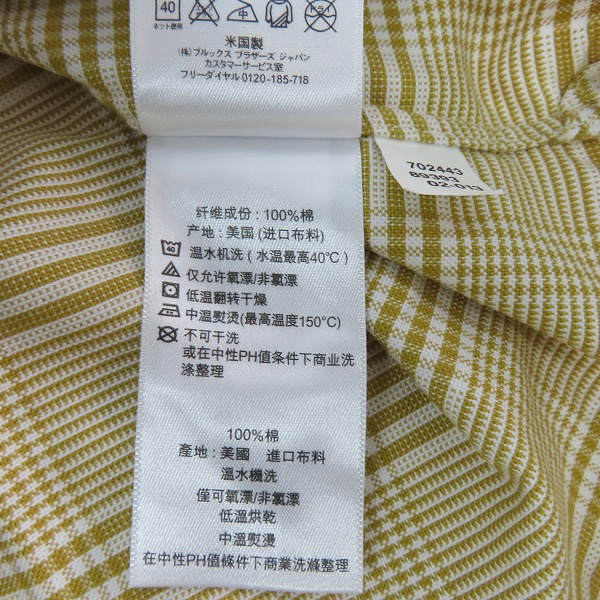 40
ネット使用
米国製
(株)ブルックス ブラザーズ ジャパン
カスタマーサービス室
フリーダイヤル 0120-185-718
702443
89393
02-013
纤维成份 : 100%棉
产地: 美国 (进口布料)
40 温水机洗 ( 水温最高40℃ )
仅允许氧漂/非氯漂
低温翻转干燥
中温熨烫(最高温度150℃)
不可干洗
或在中性PH值条件下商业洗
涤整理
100%棉
產地: 美國 進口布料
溫水機洗
僅可氧漂/非氯漂
低溫烘乾
中溫熨燙
在中性PH值條件下商業洗滌整理